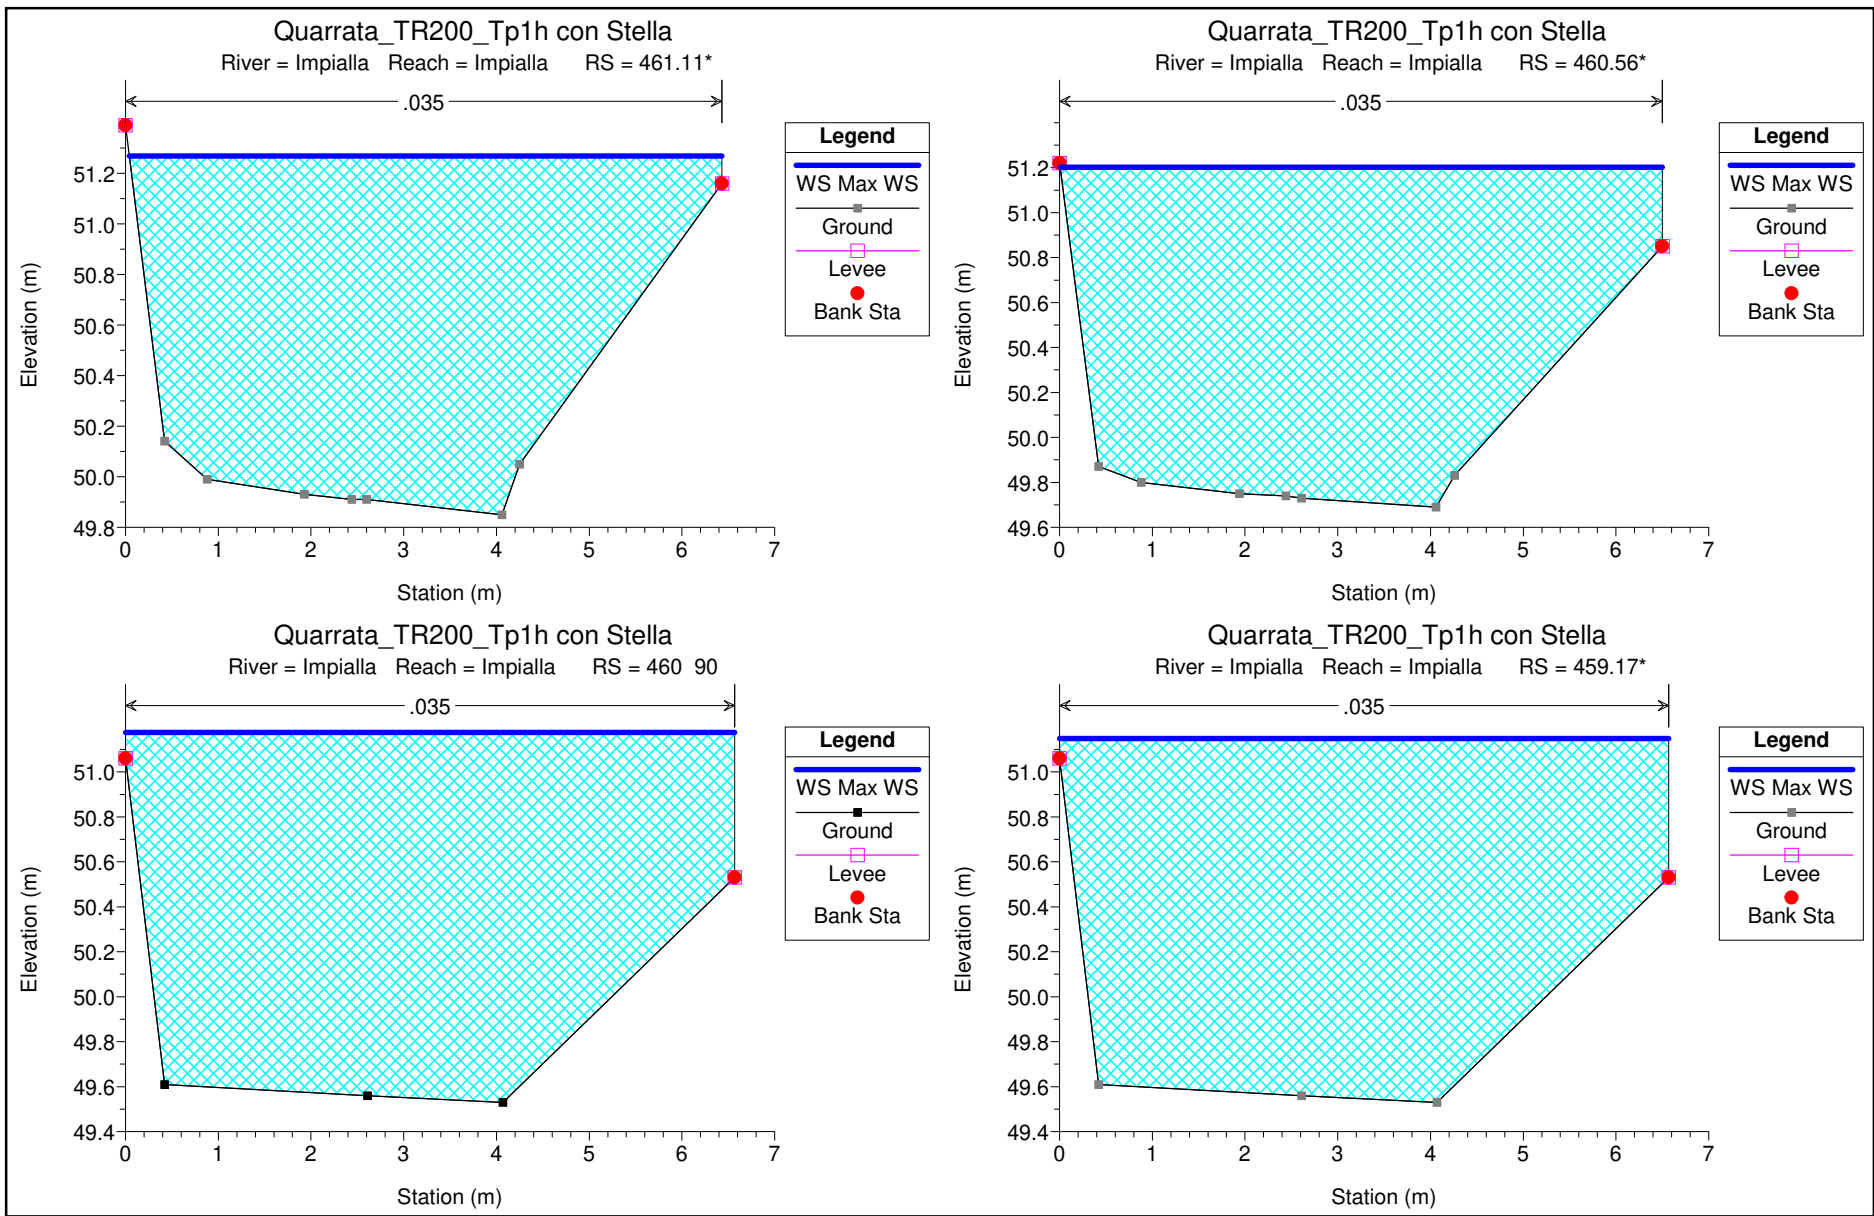 Quarrata_TR200_Tp1h con Stella
River = Impialla Reach = Impialla RS = 461.11*
.035
51.2
51.0
50.8
50.6
50.4
50.2
50.0
49.8
Elevation (m)
0 1 2 3 4 5 6 7
Station (m)
Legend
WS Max WS
Ground
Levee
Bank Sta
Quarrata_TR200_Tp1h con Stella
River = Impialla Reach = Impialla RS = 460.56*
.035
51.2
51.0
50.8
50.6
50.4
50.2
50.0
49.8
49.6
Elevation (m)
0 1 2 3 4 5 6 7
Station (m)
Legend
WS Max WS
Ground
Levee
Bank Sta
Quarrata_TR200_Tp1h con Stella
River = Impialla Reach = Impialla RS = 460 90
.035
51.0
50.8
50.6
50.4
50.2
50.0
49.8
49.6
49.4
Elevation (m)
0 1 2 3 4 5 6 7
Station (m)
Legend
WS Max WS
Ground
Levee
Bank Sta
Quarrata_TR200_Tp1h con Stella
River = Impialla Reach = Impialla RS = 459.17*
.035
51.0
50.8
50.6
50.4
50.2
50.0
49.8
49.6
49.4
Elevation (m)
0 1 2 3 4 5 6 7
Station (m)
Legend
WS Max WS
Ground
Levee
Bank Sta